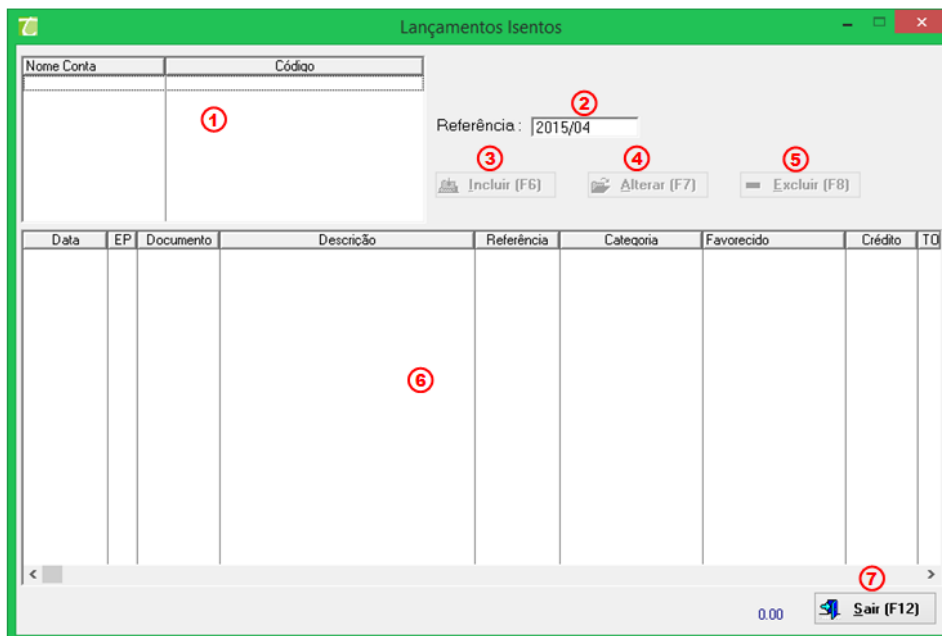 Lançamentos Isentos
Nome Conta Código
1
2
Referência: 2015/04
3 4 5
Incluir (F6) Alterar (F7) Excluir (F8)
Data EP Documento Descrição Referência Categoria Favorecido Crédito TO
6
7
0.00 Sair (F12)